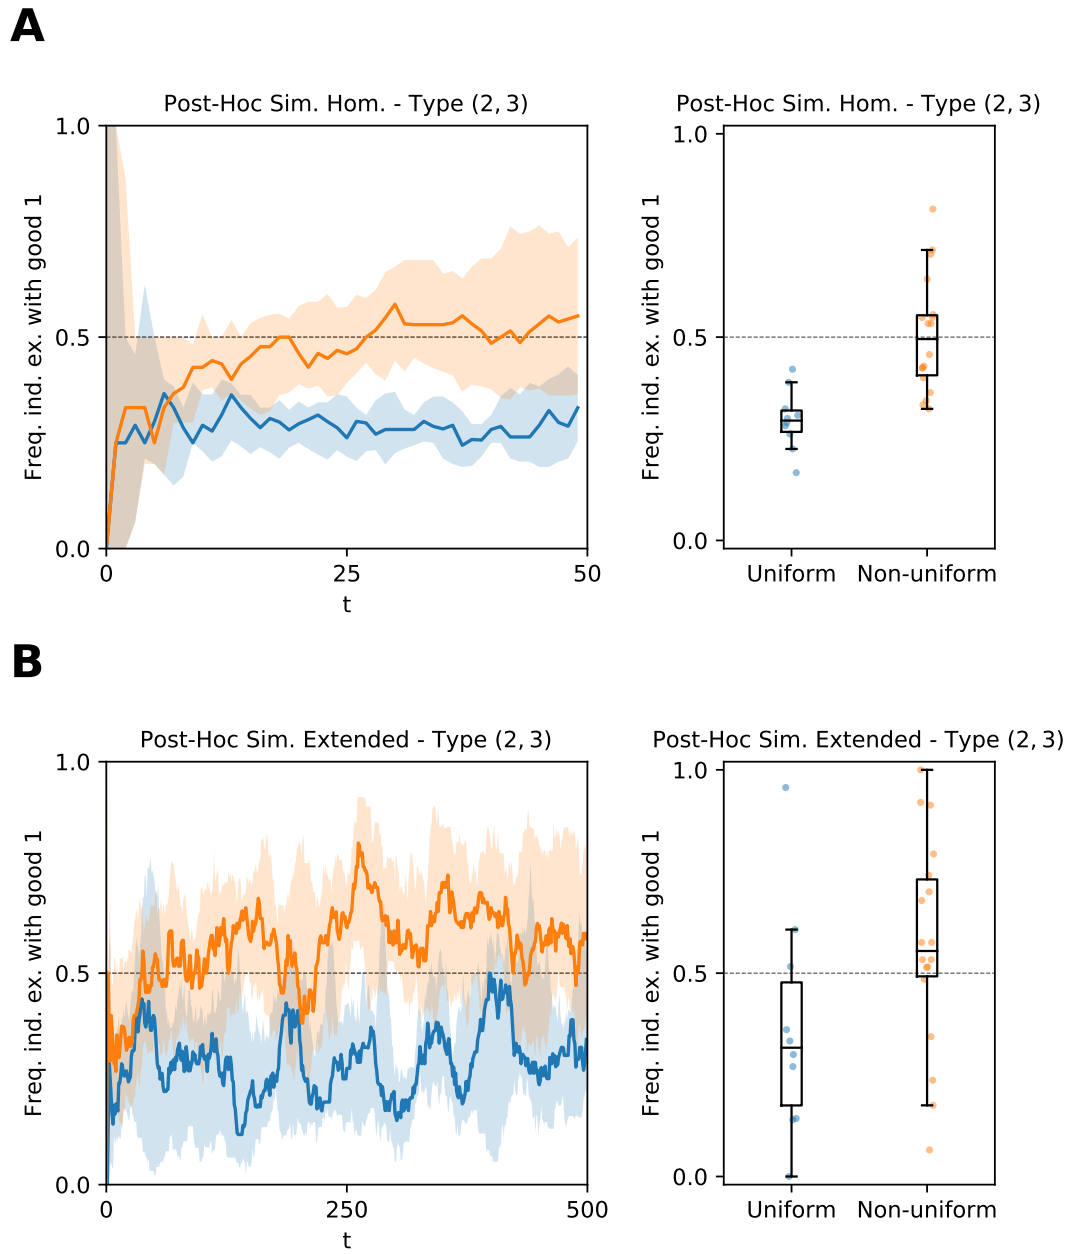 A
Post-Hoc Sim. Hom. - Type (2, 3)
Freq. ind. ex. with good 1
1.0
0.5
0.0
0
25
50
t
Post-Hoc Sim. Hom. - Type (2, 3)
Freq. ind. ex. with good 1
1.0
0.5
0.0
Uniform
Non-uniform
B
Post-Hoc Sim. Extended - Type (2, 3)
Freq. ind. ex. with good 1
1.0
0.5
0.0
0
250
500
t
Post-Hoc Sim. Extended - Type (2, 3)
Freq. ind. ex. with good 1
1.0
0.5
0.0
Uniform
Non-uniform